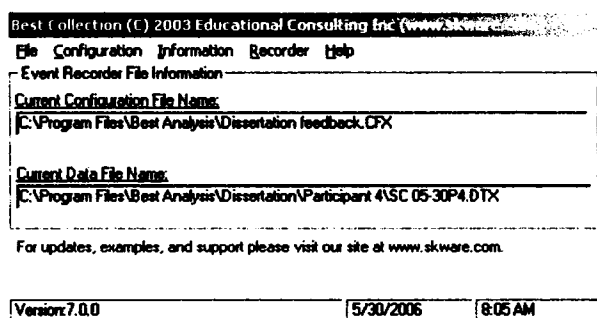 Best Collection (C) 2003 Educational Consulting Inc (www.skware.
File Configuration Information Recorder Help
Event Recorder File Information
Current Configuration File Name:
C:\Program Files\Best Analysis\Dissertation feedback.CFX
Current Data File Name:
C:\Program Files\Best Analysis\Dissertation\Participant 4\SC 05-30P4.DTX
For updates, examples, and support please visit our site at www.skware.com.
Version:7.0.0 5/30/2006 8:05 AM